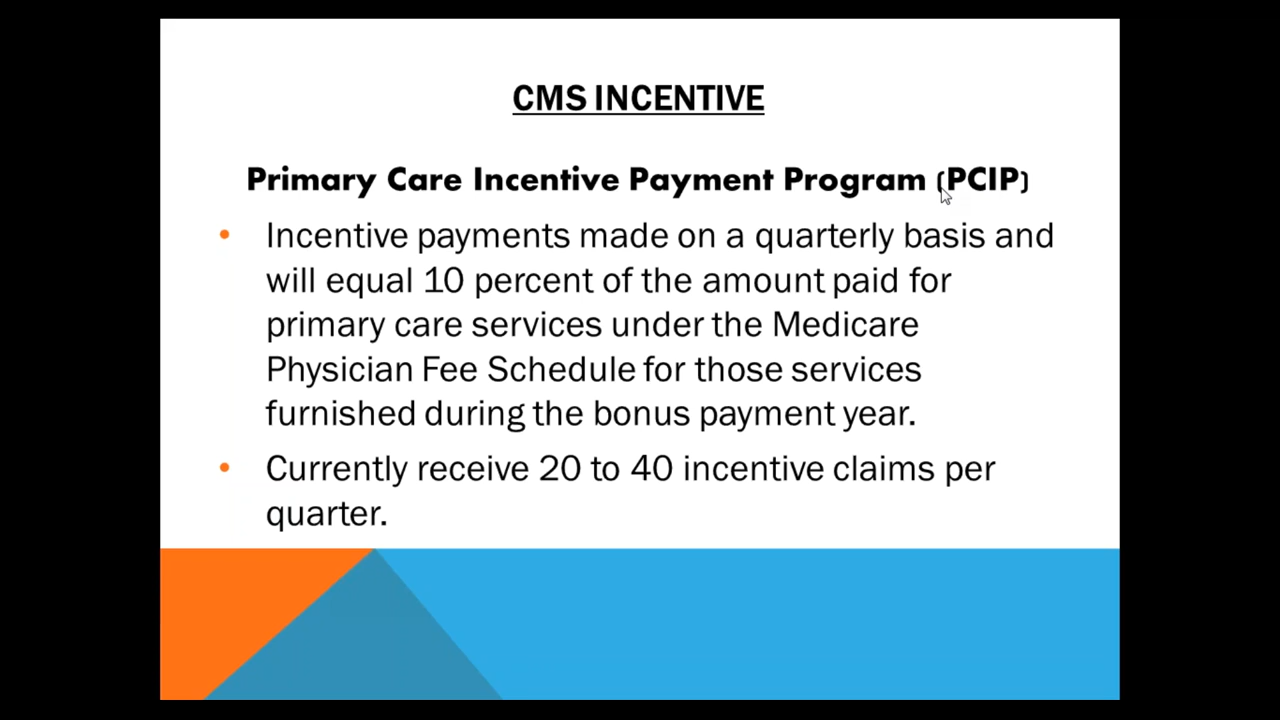 CMS INCENTIVE
Primary Care Incentive Payment Program (PCIP)
• Incentive payments made on a quarterly basis and
will equal 10 percent of the amount paid for
primary care services under the Medicare
Physician Fee Schedule for those services
furnished during the bonus payment year.
• Currently receive 20 to 40 incentive claims per
quarter.